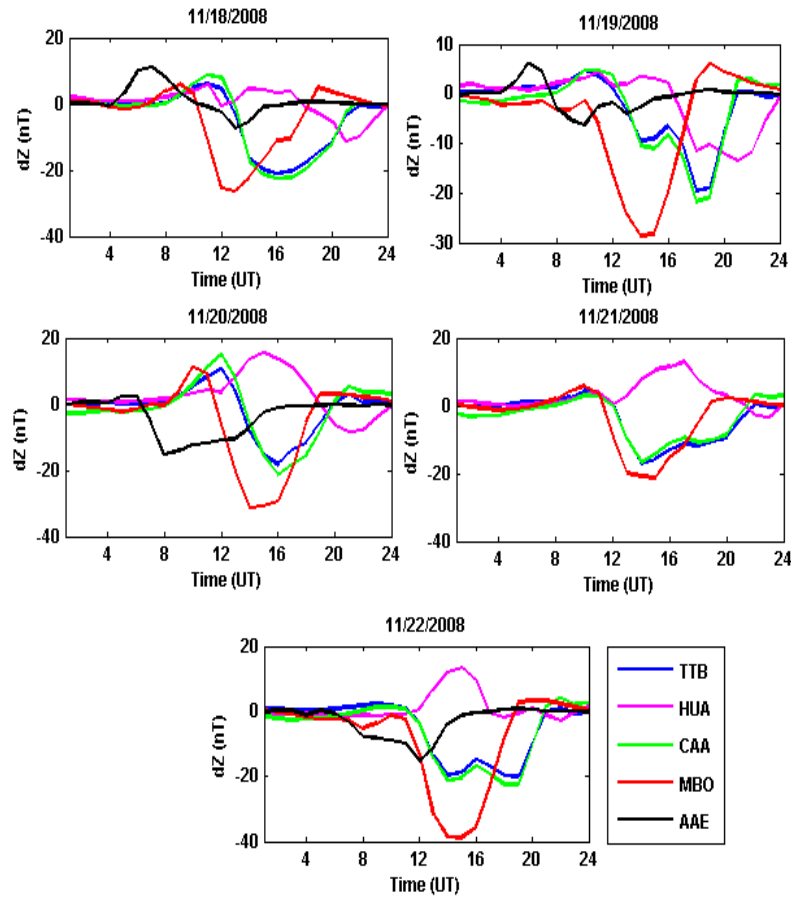 11/18/2008
11/19/2008
20
0
-20
-40
dZ (nT)
4 8 12 16 20 24
Time (UT)
10
0
-10
-20
-30
dZ (nT)
4 8 12 16 20 24
Time (UT)
11/20/2008
11/21/2008
20
0
-20
-40
dZ (nT)
4 8 12 16 20 24
Time (UT)
20
0
-20
-40
dZ (nT)
4 8 12 16 20 24
Time (UT)
11/22/2008
20
0
-20
-40
dZ (nT)
4 8 12 16 20 24
Time (UT)
TTB
HUA
CAA
MBO
AAE